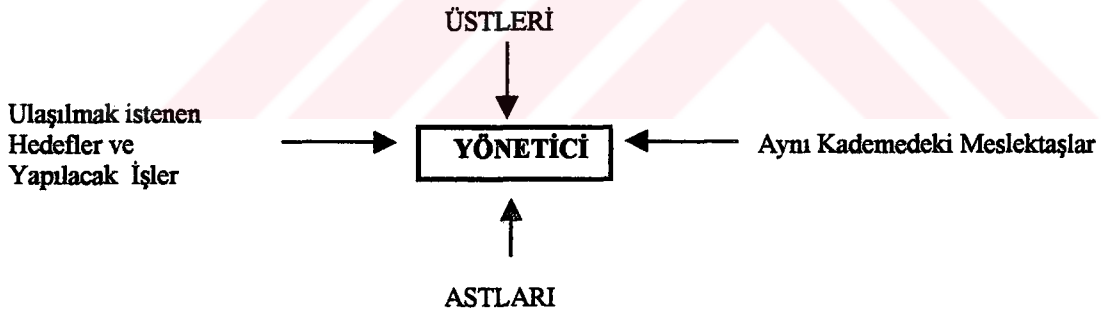 ÜSTLERİ
Ulaşılmak istenen
Hedefler ve
Yapılacak İşler
YÖNETİCİ
Aynı Kademedeki Meslektaşlar
ASTLARI